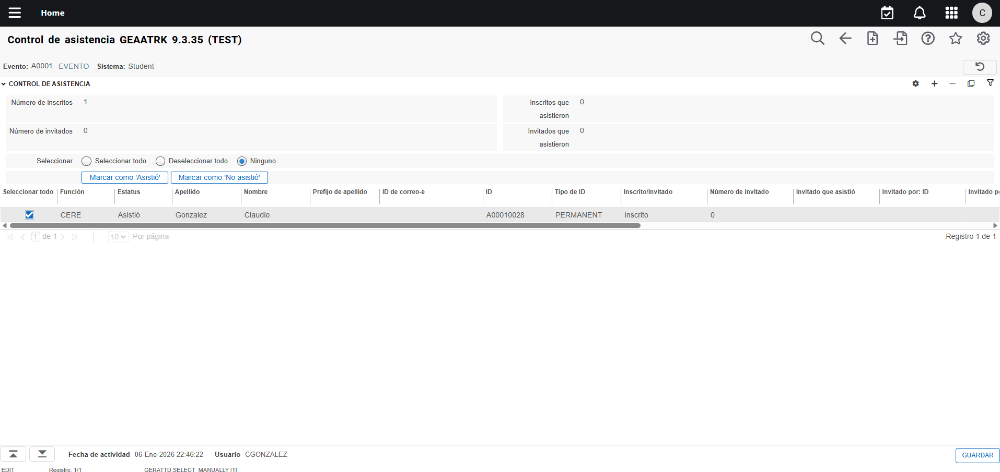 Home
C
Control de asistencia GEAATRK 9.3.35 (TEST)
Evento: A0001 EVENTO Sistema: Student
CONTROL DE ASISTENCIA
Número de inscritos 1 Inscritos que asistieron 0
Número de invitados 0 Invitados que asistieron 0
Seleccionar Seleccionar todo Deseleccionar todo Ninguno
Marcar como 'Asistió' Marcar como 'No asistió'
Seleccionar todo Función Estatus Apellido Nombre Prefijo de apellido ID de correo-e ID Tipo de ID Inscrito/Invitado Número de invitado Invitado que asistió Invitado por: ID Invitado
CERE Asistió Gonzalez Claudio A00010028 PERMANENT Inscrito 0
1 de 1 10 Por página Registro 1 de 1
Fecha de actividad 06-Ene-2026 22:46:22 Usuario CGONZALEZ GUARDAR
EDIT Registro: 1/1 GERATTD.SELECT_MANUALLY [1]